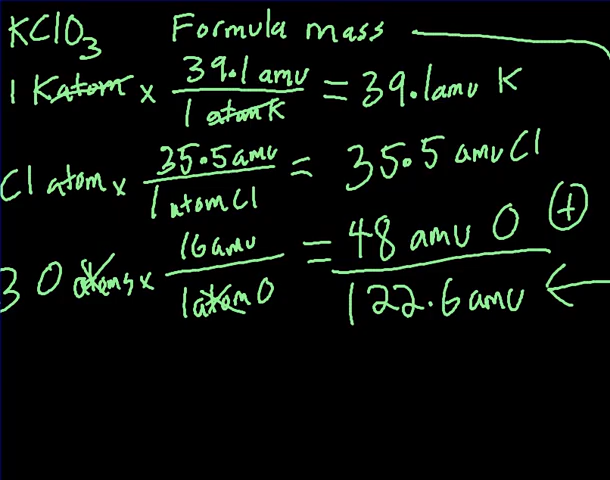 KClO3 Formula mass
1 K atom x 39.1 amu / 1 atom K = 39.1 amu K
Cl atom x 35.5 amu / 1 atom Cl = 35.5 amu Cl
3 O atoms x 16 amu / 1 atom O = 48 amu O +
122.6 amu